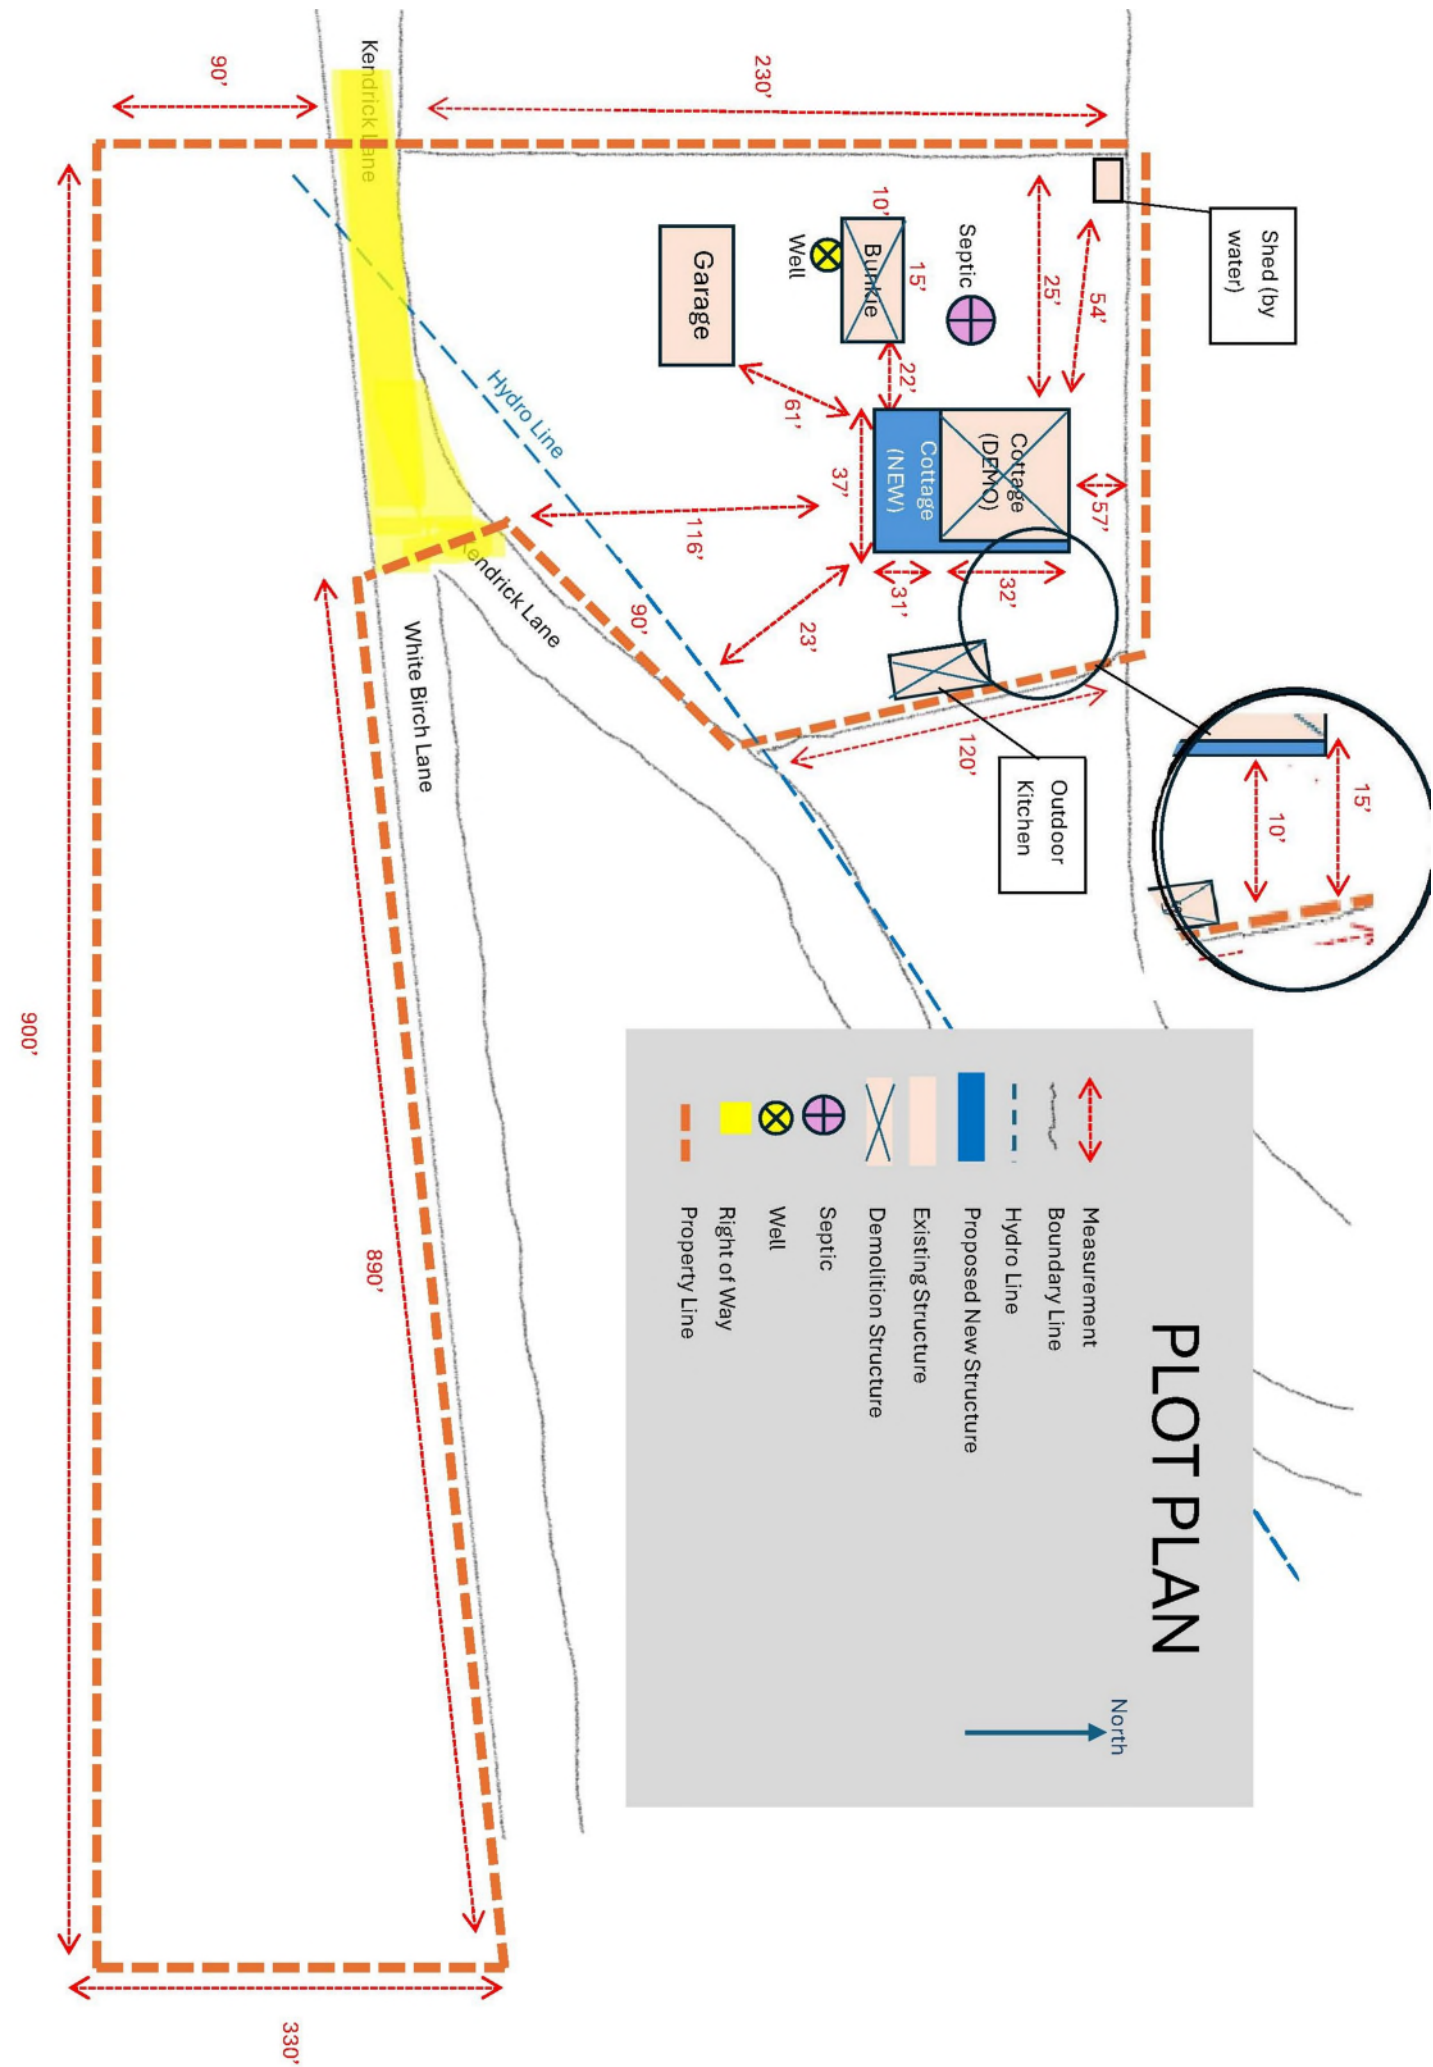 PLOT PLAN
North
Measurement
Boundary Line
Hydro Line
Proposed New Structure
Existing Structure
Demolition Structure
Septic
Well
Right of Way
Property Line
Shed (by
water)
15'
10'
Outdoor
Kitchen
230'
90'
Kendrick Lane
54'
25'
57'
Septic
10'
15'
Bunkie
Well
Garage
22'
61'
Cottage
(DEMO)
Cottage
(NEW)
37'
32'
31'
116'
23'
120'
90'
Hydro Line
Kendrick Lane
White Birch Lane
890'
900'
330'